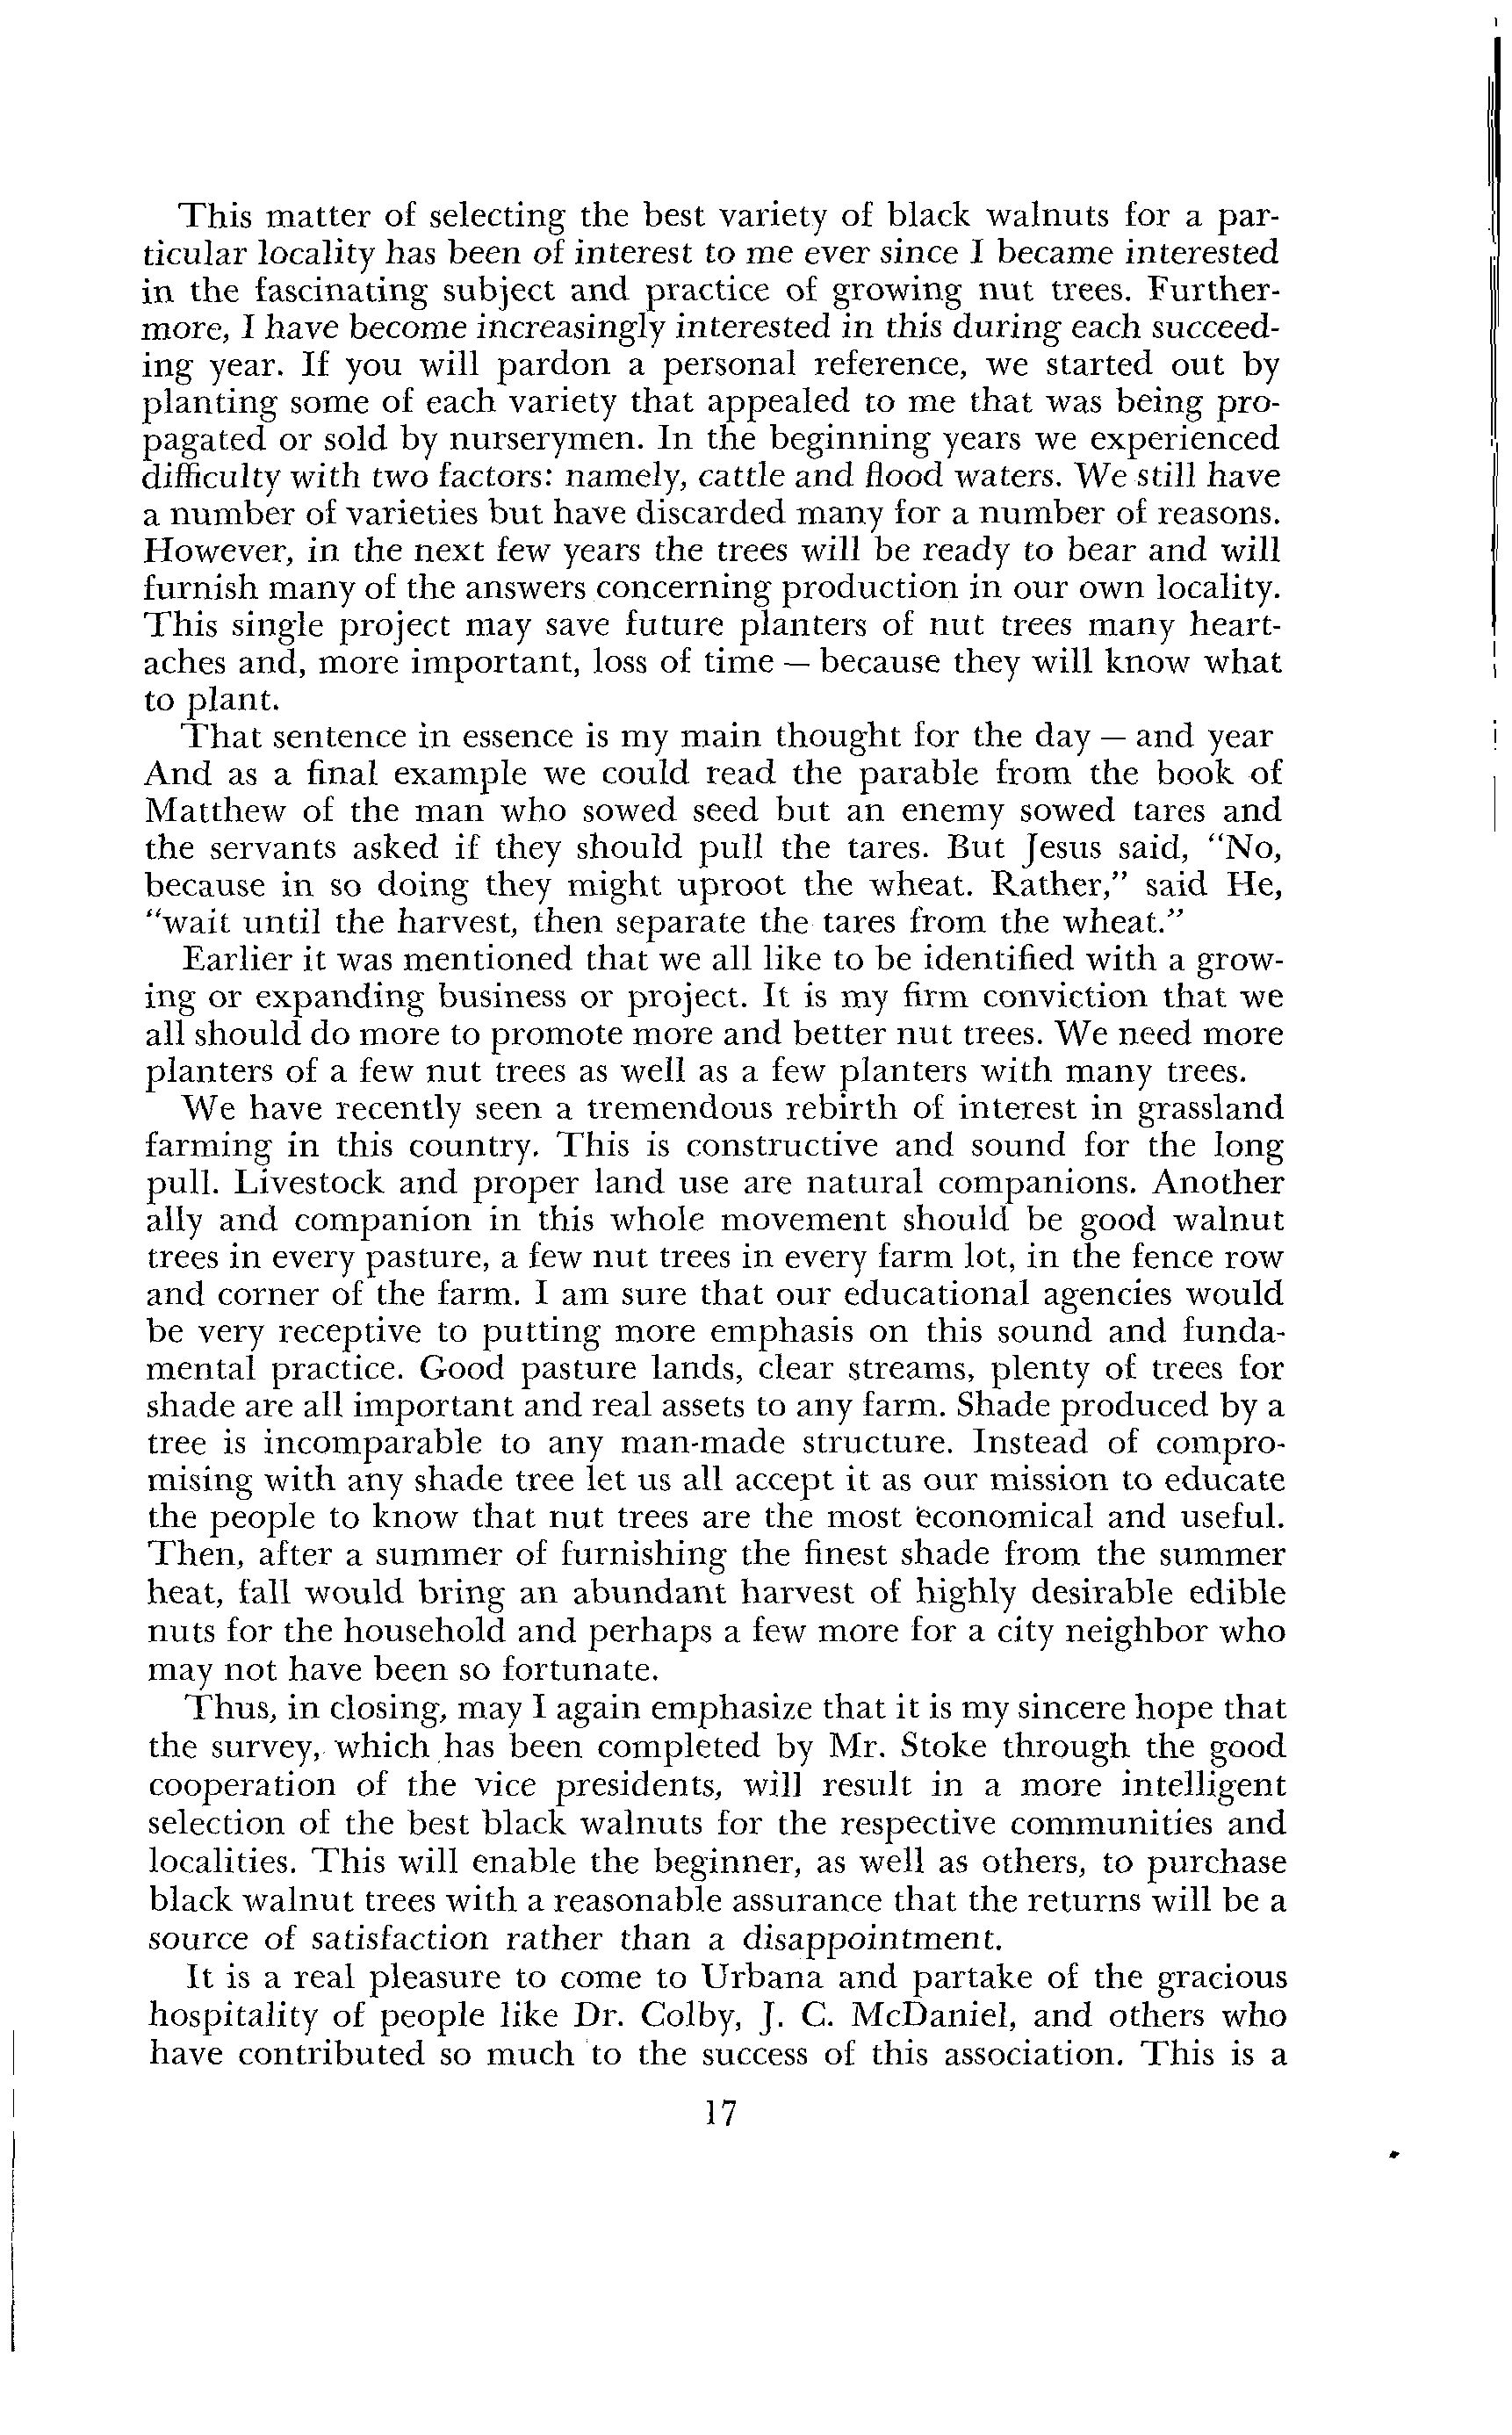 This matter of selecting the best variety of black walnuts for a par-
ticular locality has been of interest to me ever since I became interested
in the fascinating subject and practice of growing nut trees. Further-
more, I have become increasingly interested in this during each succeed-
ing year. If you will pardon a personal reference, we started out by
planting some of each variety that appealed to me that was being pro-
pagated or sold by nurserymen. In the beginning years we experienced
difficulty with two factors: namely, cattle and flood waters. We still have
a number of varieties but have discarded many for a number of reasons.
However, in the next few years the trees will be ready to bear and will
furnish many of the answers concerning production in our own locality.
This single project may save future planters of nut trees many heart-
aches and, more important, loss of time — because they will know what
to plant.
That sentence in essence is my main thought for the day — and year
And as a final example we could read the parable from the book of
Matthew of the man who sowed seed but an enemy sowed tares and
the servants asked if they should pull the tares. But Jesus said, "No,
because in so doing they might uproot the wheat. Rather," said He,
"wait until the harvest, then separate the tares from the wheat."
Earlier it was mentioned that we all like to be identified with a grow-
ing or expanding business or project. It is my firm conviction that we
all should do more to promote more and better nut trees. We need more
planters of a few nut trees as well as a few planters with many trees.
We have recently seen a tremendous rebirth of interest in grassland
farming in this country. This is constructive and sound for the long
pull. Livestock and proper land use are natural companions. Another
ally and companion in this whole movement should be good walnut
trees in every pasture, a few nut trees in every farm lot, in the fence row
and corner of the farm. I am sure that our educational agencies would
be very receptive to putting more emphasis on this sound and funda-
mental practice. Good pasture lands, clear streams, plenty of trees for
shade are all important and real assets to any farm. Shade produced by a
tree is incomparable to any man-made structure. Instead of compro-
mising with any shade tree let us all accept it as our mission to educate
the people to know that nut trees are the most economical and useful.
Then, after a summer of furnishing the finest shade from the summer
heat, fall would bring an abundant harvest of highly desirable edible
nuts for the household and perhaps a few more for a city neighbor who
may not have been so fortunate.
Thus, in closing, may I again emphasize that it is my sincere hope that
the survey, which has been completed by Mr. Stoke through the good
cooperation of the vice presidents, will result in a more intelligent
selection of the best black walnuts for the respective communities and
localities. This will enable the beginner, as well as others, to purchase
black walnut trees with a reasonable assurance that the returns will be a
source of satisfaction rather than a disappointment.
It is a real pleasure to come to Urbana and partake of the gracious
hospitality of people like Dr. Colby, J. C. McDaniel, and others who
have contributed so much to the success of this association. This is a
17